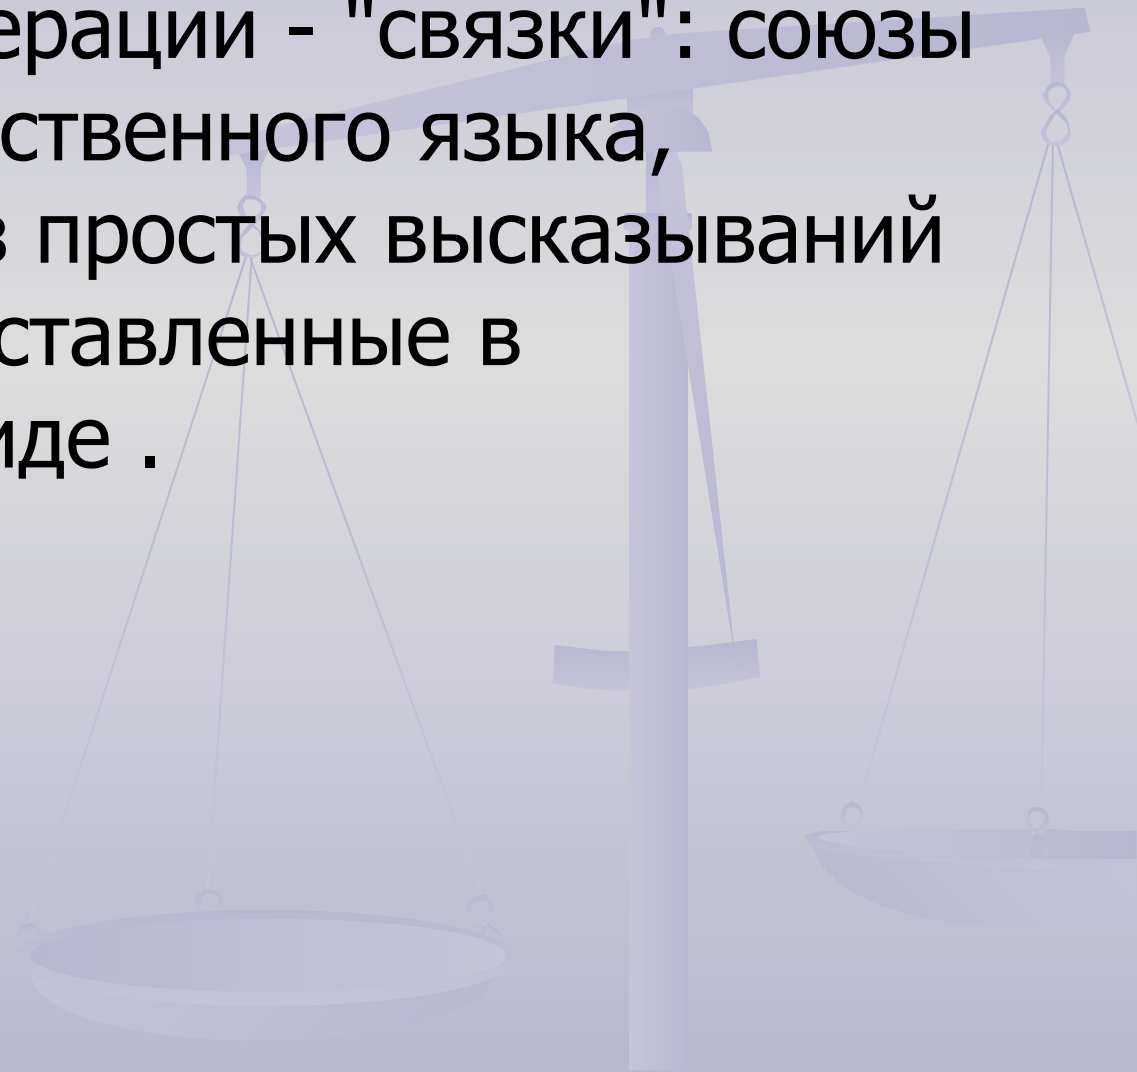 ерации - "связки": союзы
ственного языка,
в простых высказываний
ставленные в
иде .